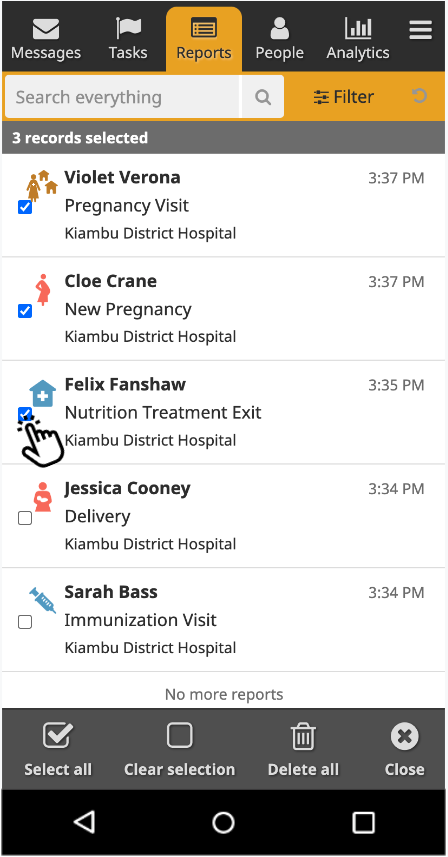 Messages Tasks Reports People Analytics
Search everything Filter
3 records selected
Violet Verona 3:37 PM
Pregnancy Visit
Kiambu District Hospital
Cloe Crane 3:37 PM
New Pregnancy
Kiambu District Hospital
Felix Fanshaw 3:35 PM
Nutrition Treatment Exit
Kiambu District Hospital
Jessica Cooney 3:34 PM
Delivery
Kiambu District Hospital
Sarah Bass 3:34 PM
Immunization Visit
Kiambu District Hospital
No more reports
Select all Clear selection Delete all Close